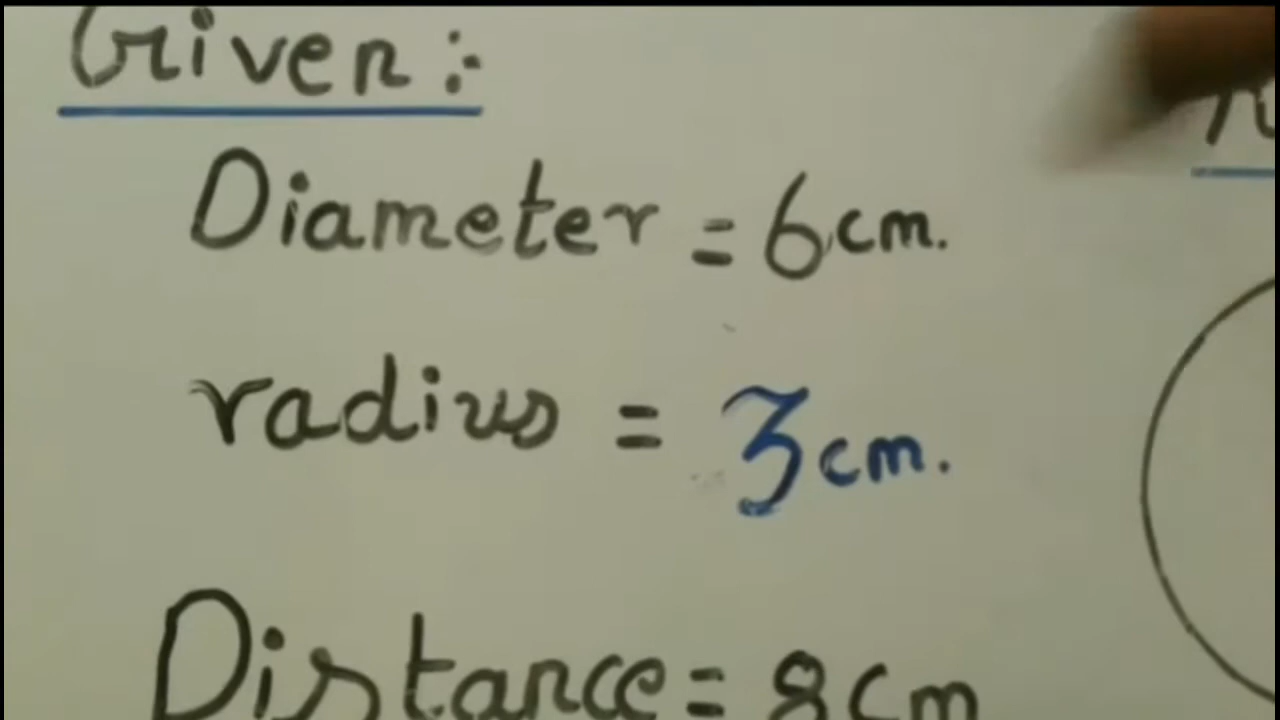 Given :-
Diameter = 6cm.
radius = 3cm.
Distance = 8cm